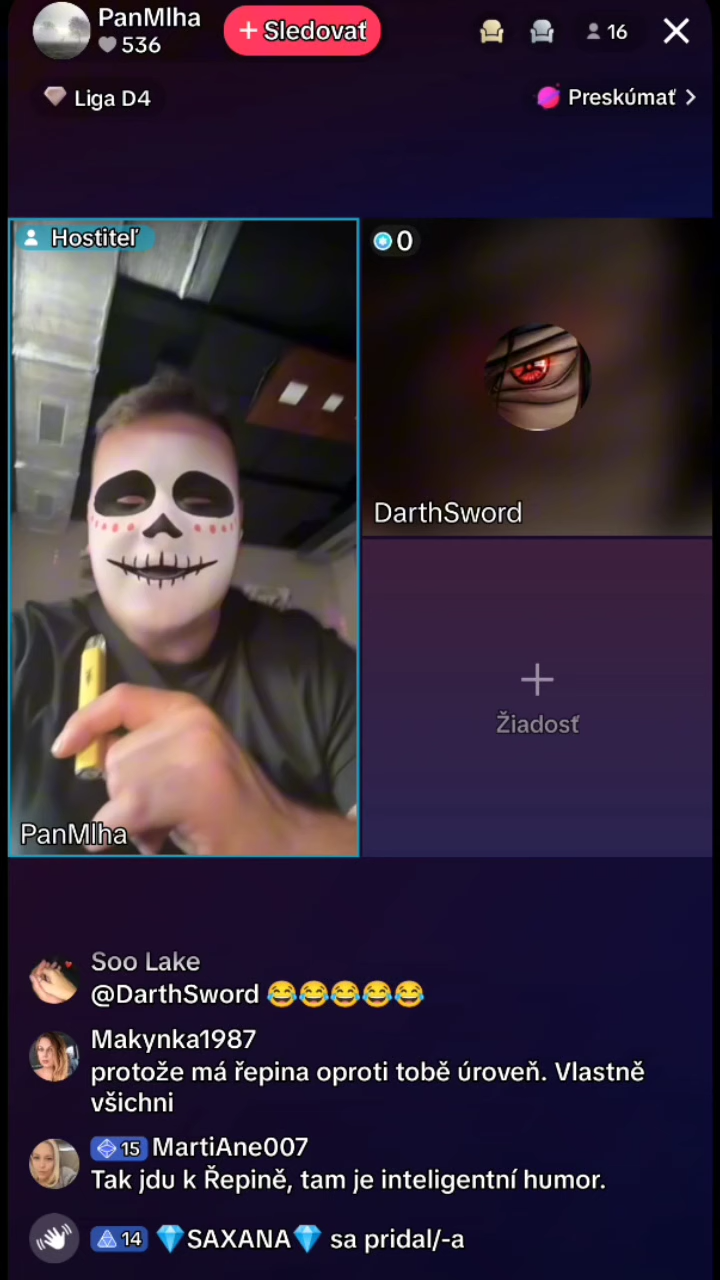 PanMlha
536
+ Sledovať
16
Liga D4
Preskúmať
Hostiteľ
0
DarthSword
Žiadosť
PanMlha
Soo Lake
@DarthSword 😂😂😂😂😂
Makynka1987
protože má řepina oproti tobě úroveň. Vlastně
všichni
15 MartiAne007
Tak jdu k Řepině, tam je inteligentní humor.
14 💎SAXANA💎 sa pridal/-a